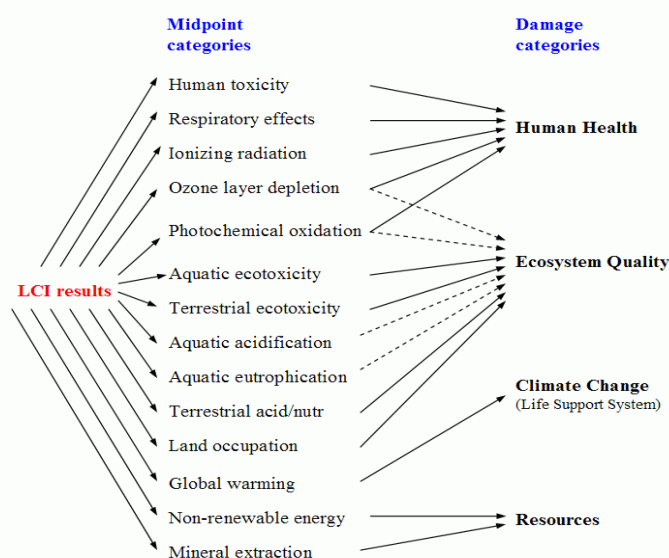 Midpoint
categories
Damage
categories
Human toxicity
Respiratory effects
Human Health
Ionizing radiation
Ozone layer depletion
Photochemical oxidation
Ecosystem Quality
Aquatic ecotoxicity
LCI results
Terrestrial ecotoxicity
Aquatic acidification
Aquatic eutrophication
Climate Change
(Life Support System)
Terrestrial acid/nutr
Land occupation
Global warming
Non-renewable energy
Resources
Mineral extraction